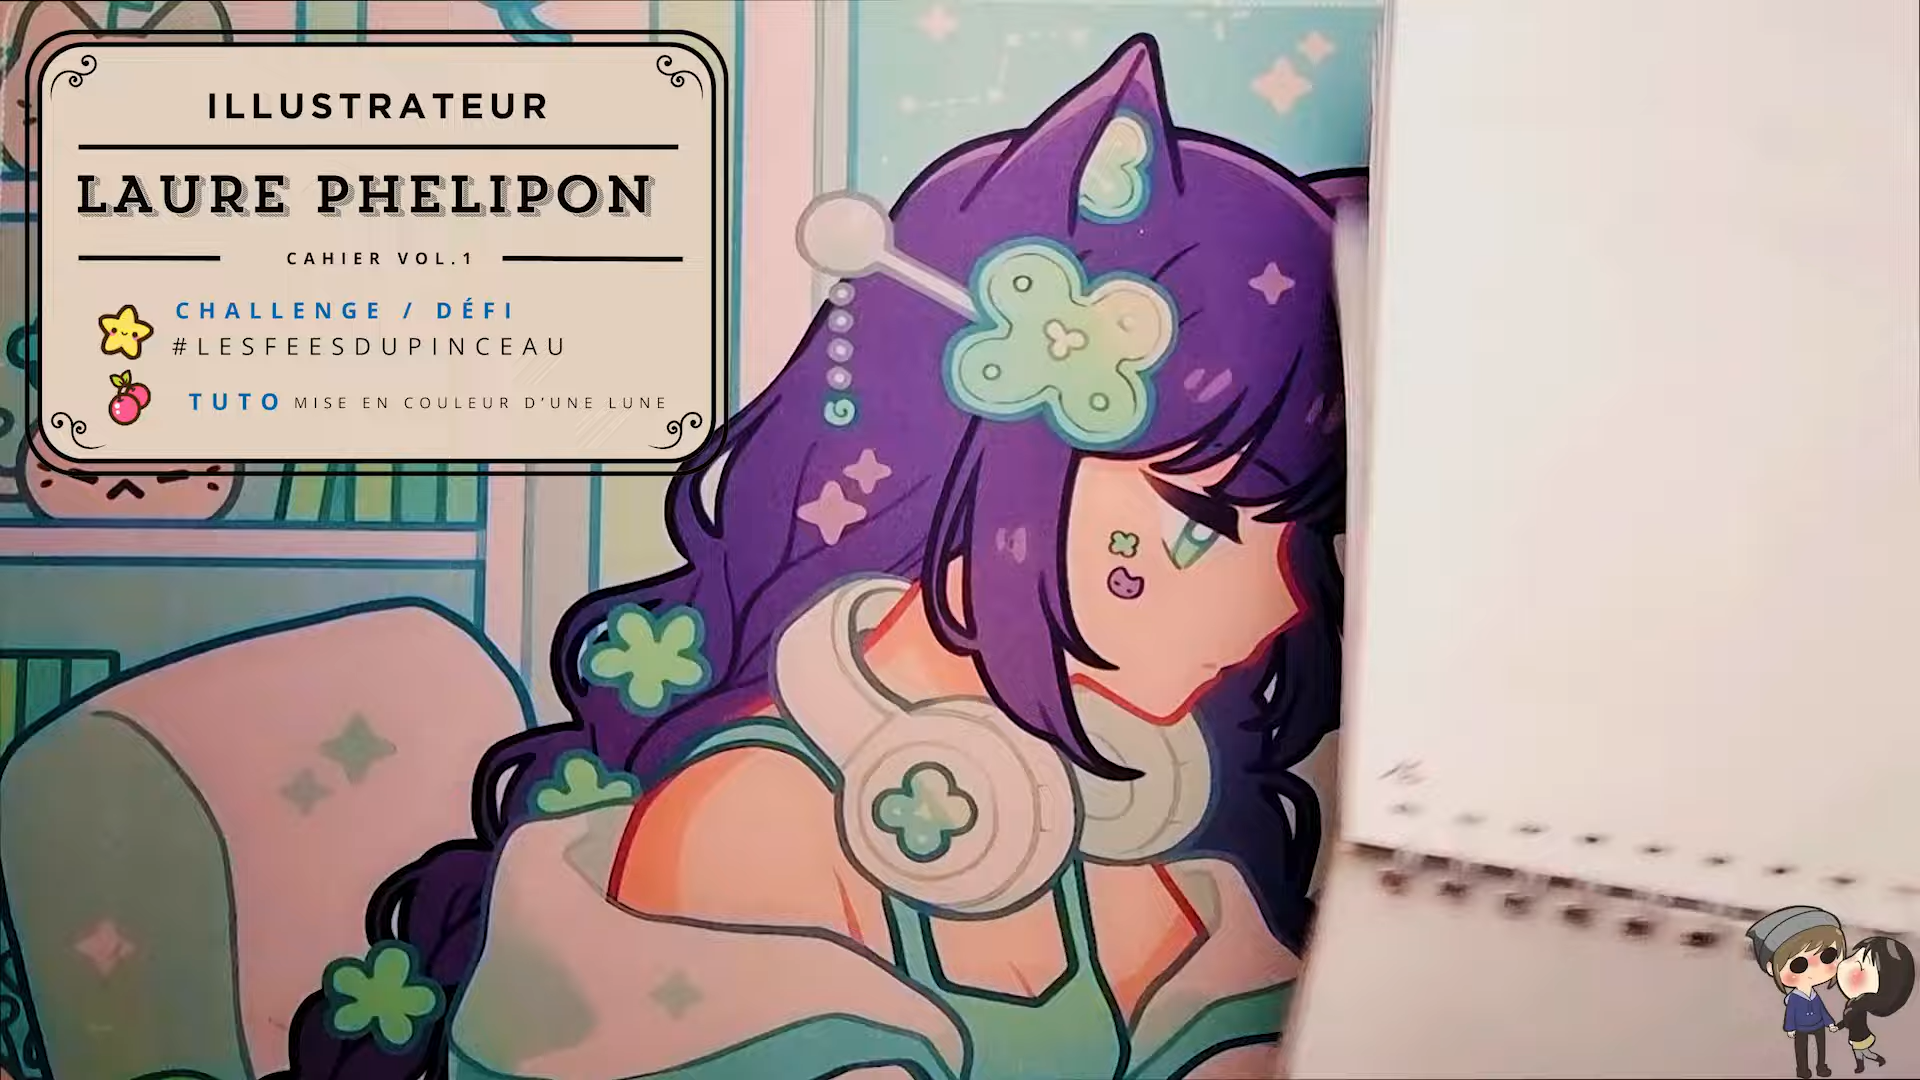 ILLUSTRATEUR
LAURE PHELIPON
CAHIER VOL.1
CHALLENGE / DÉFI
#LESFEESDUPINCEAU
TUTO MISE EN COULEUR D'UNE LUNE